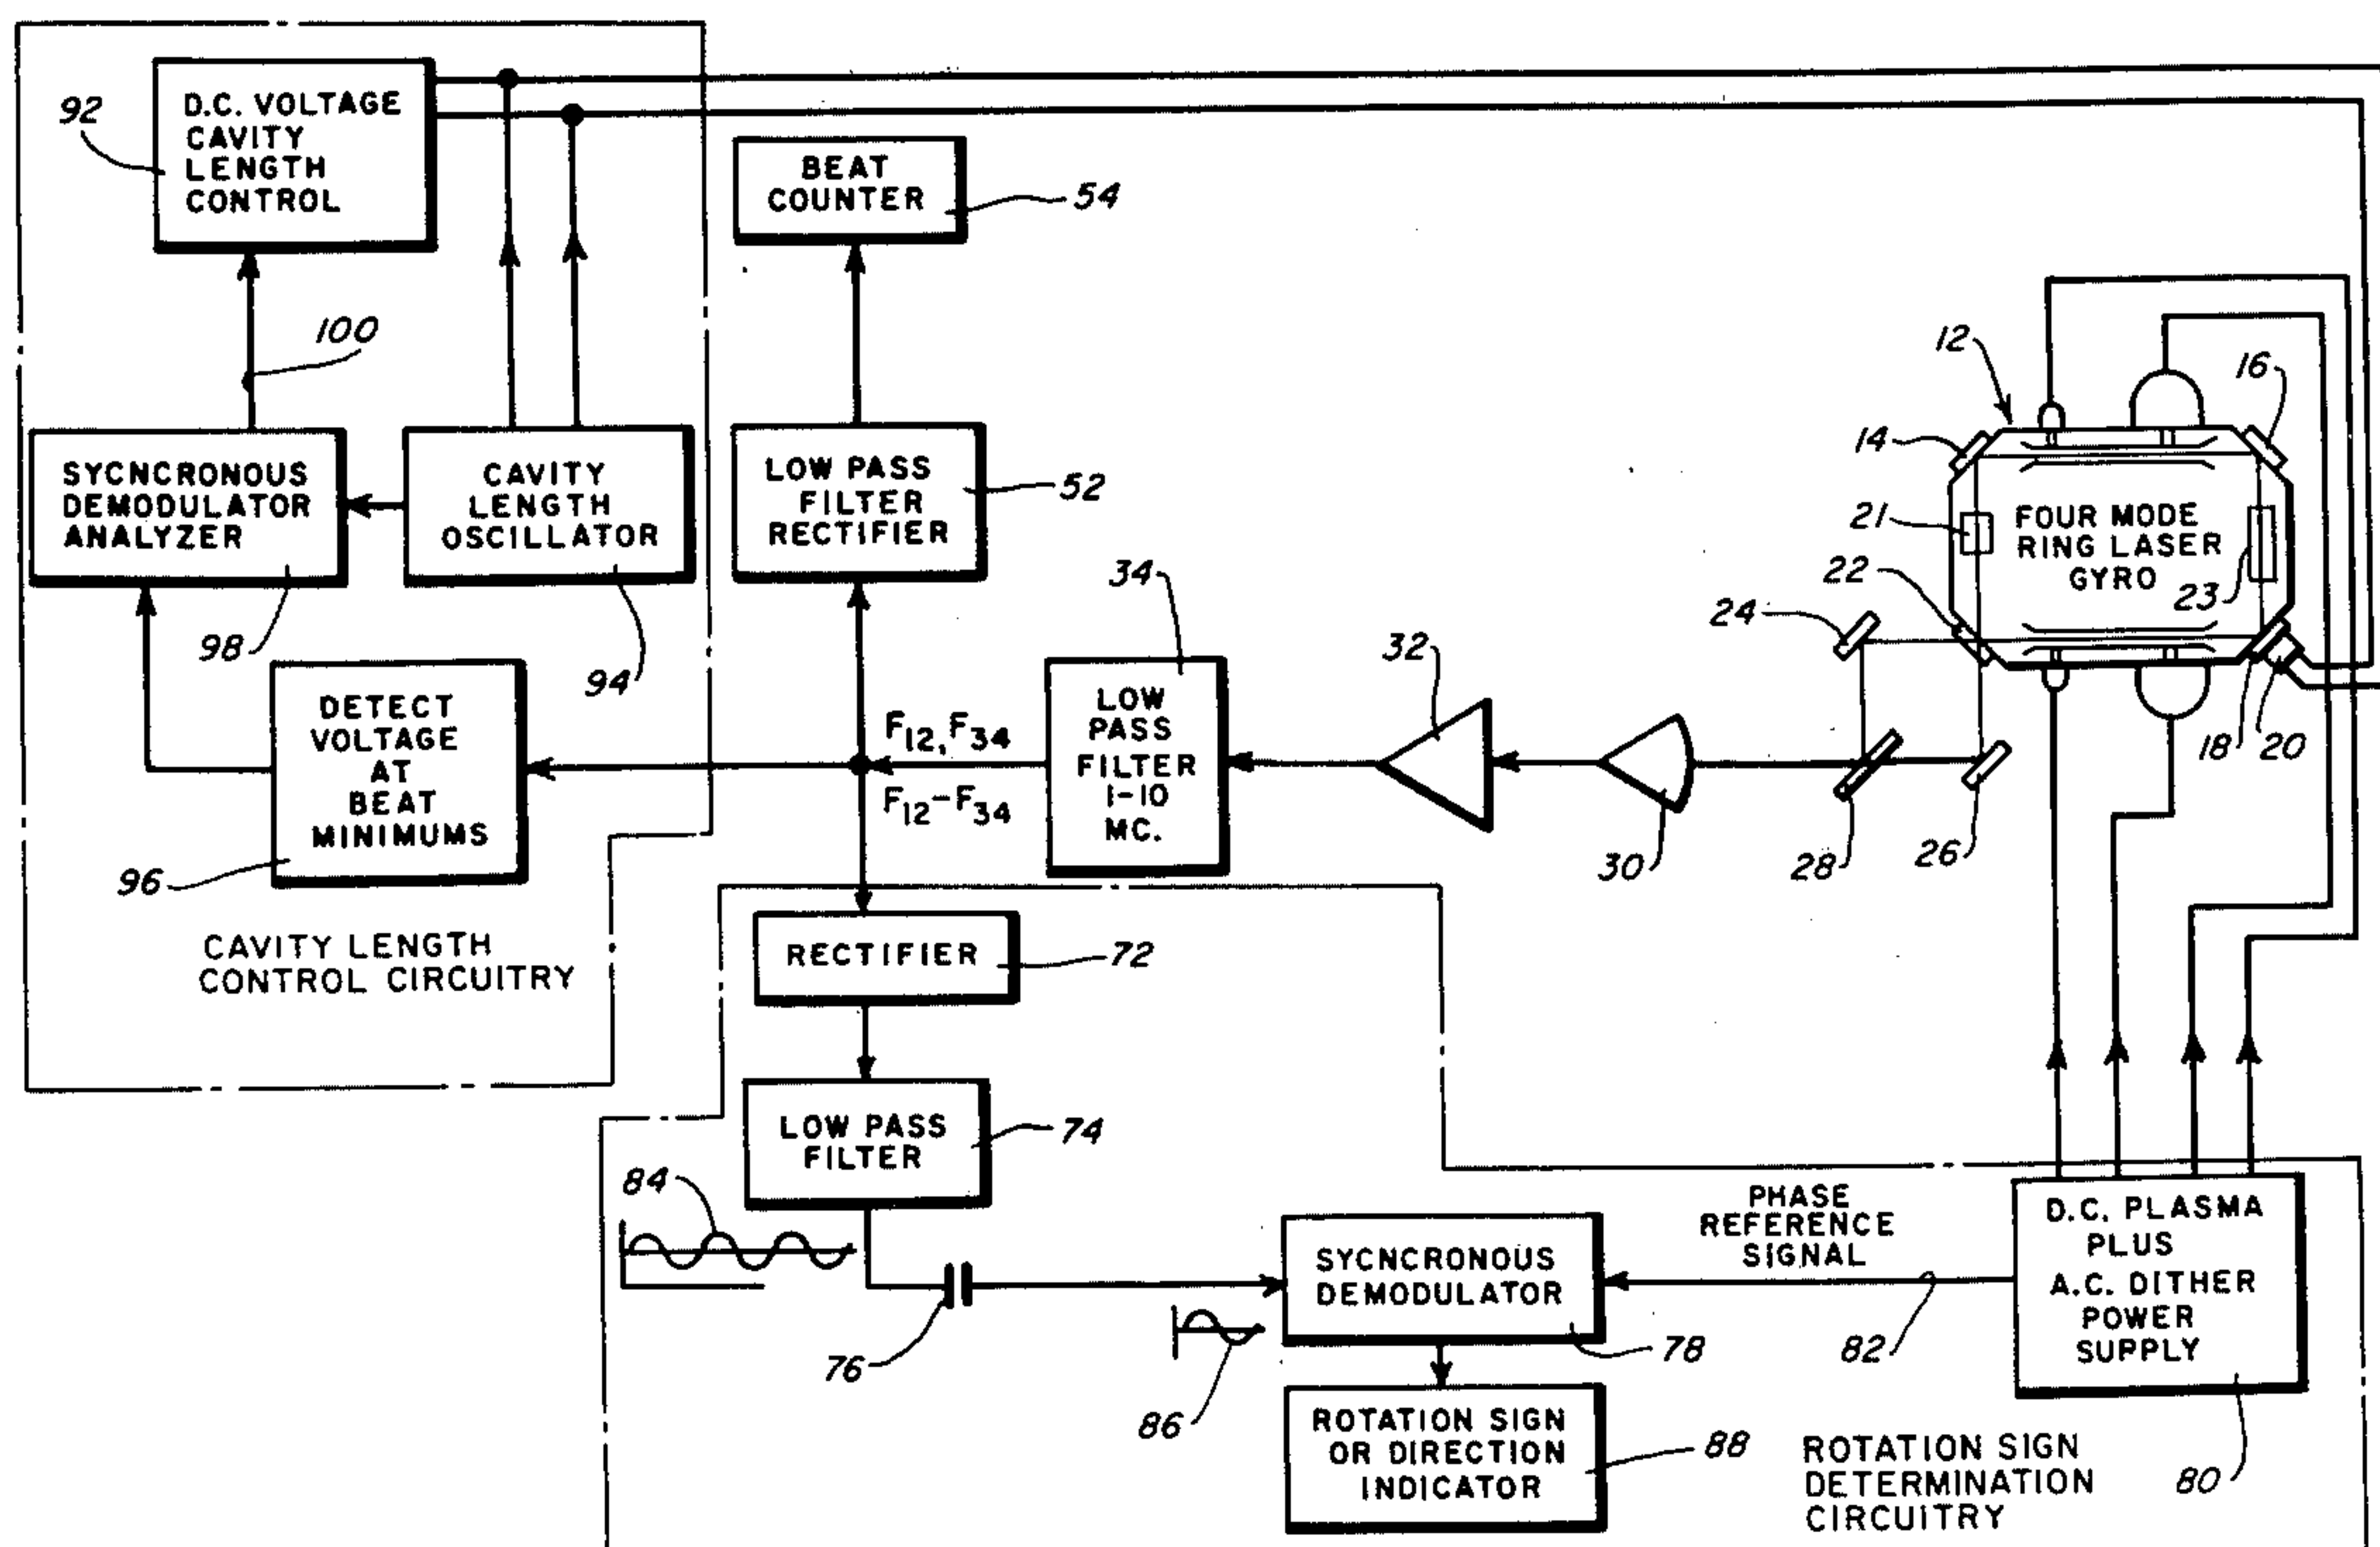 92
D.C. VOLTAGE
CAVITY
LENGTH
CONTROL
BEAT
COUNTER
54
100
SYCNCRONOUS
DEMODULATOR
ANALYZER
98
CAVITY
LENGTH
OSCILLATOR
94
LOW PASS
FILTER
RECTIFIER
52
DETECT
VOLTAGE
AT
BEAT
MINIMUMS
96
CAVITY LENGTH
CONTROL CIRCUITRY
F12, F34
F12-F34
34
LOW
PASS
FILTER
1-10
MC.
32
30
28
26
24
22
21
14
12
16
FOUR MODE
RING LASER
GYRO
23
18
20
RECTIFIER
72
LOW PASS
FILTER
74
84
76
86
SYCNCRONOUS
DEMODULATOR
78
PHASE
REFERENCE
SIGNAL
82
D.C. PLASMA
PLUS
A.C. DITHER
POWER
SUPPLY
80
ROTATION SIGN
OR DIRECTION
INDICATOR
88
ROTATION SIGN
DETERMINATION
CIRCUITRY